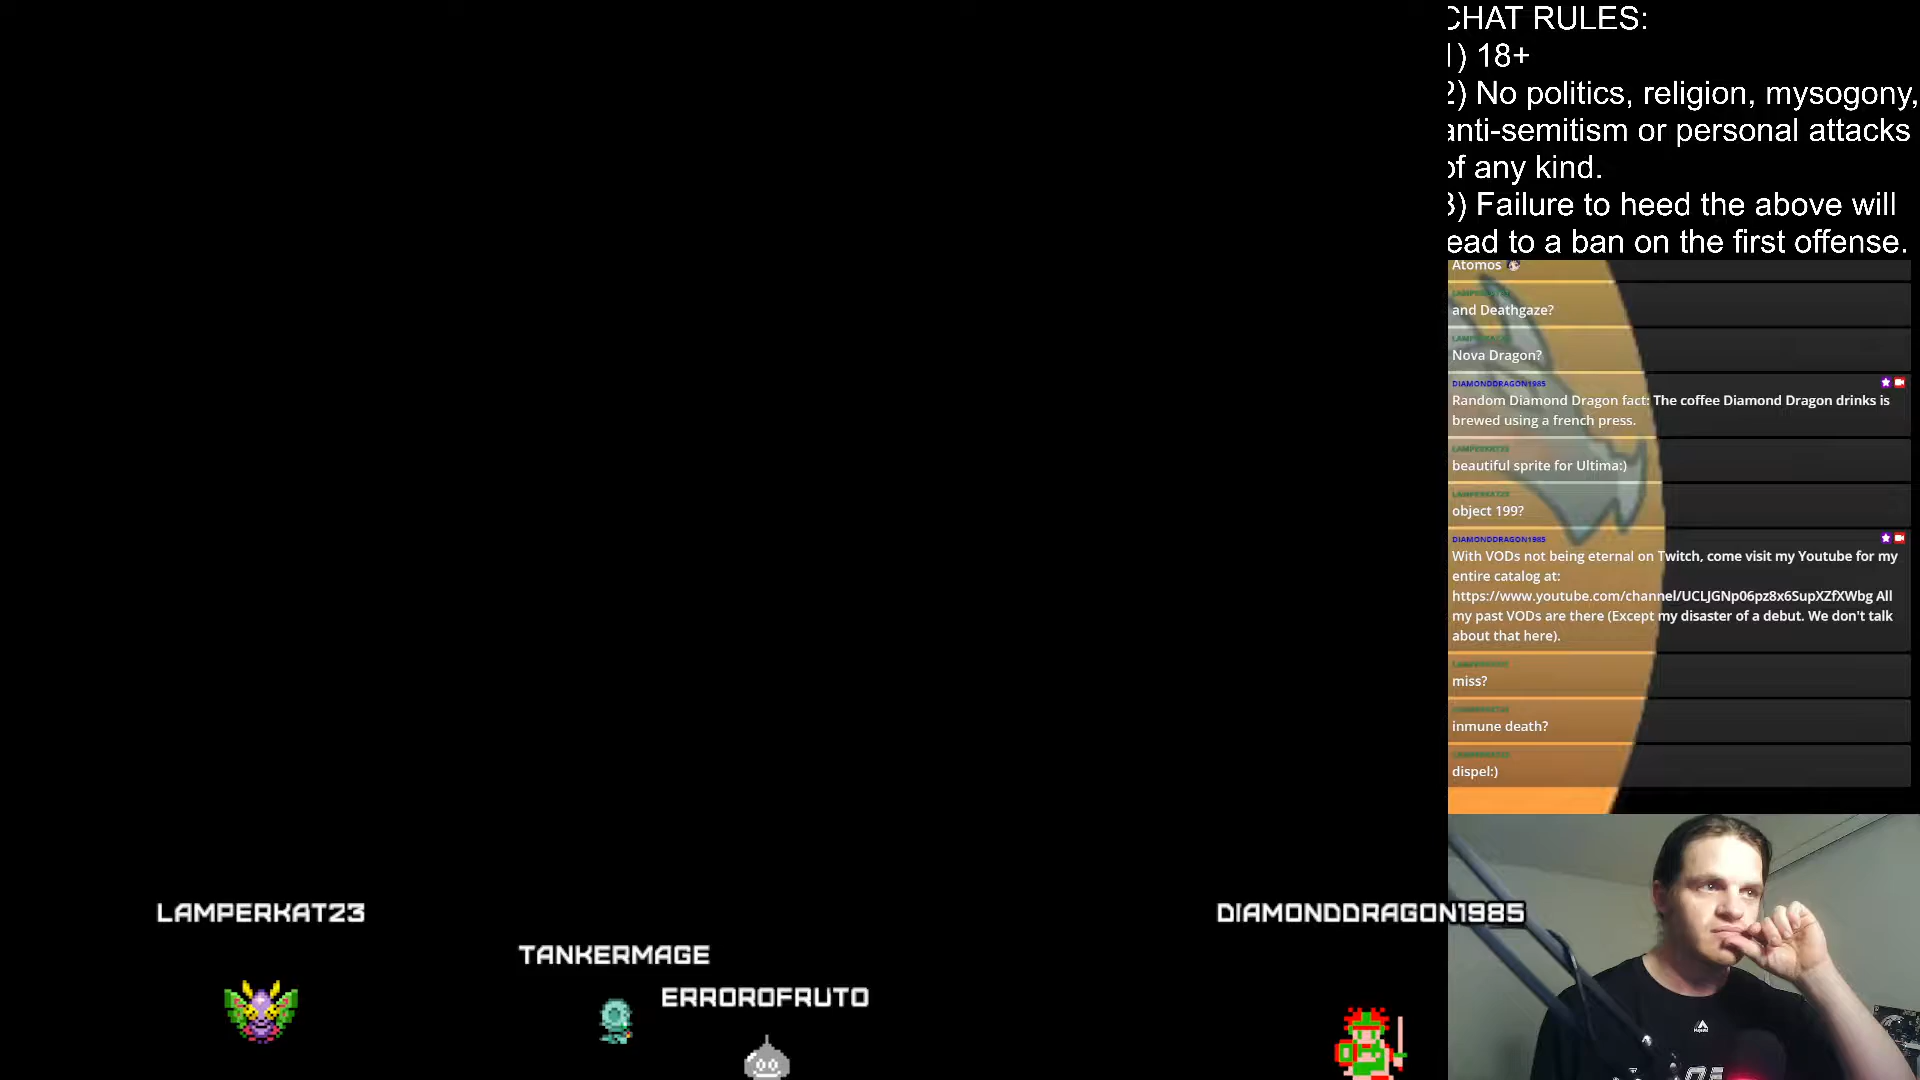 CHAT RULES:
1) 18+
2) No politics, religion, mysogony,
anti-semitism or personal attacks
of any kind.
3) Failure to heed the above will
ead to a ban on the first offense.
Atomos
and Deathgaze?
Nova Dragon?
DIAMONDDRAGON1985
Random Diamond Dragon fact: The coffee Diamond Dragon drinks is
brewed using a french press.
LAMPERKAT23
beautiful sprite for Ultima:)
LAMPERKAT23
object 199?
DIAMONDDRAGON1985
With VODs not being eternal on Twitch, come visit my Youtube for my
entire catalog at:
https://www.youtube.com/channel/UCLJGNp06pz8x6SupXZfXWbg All
my past VODs are there (Except my disaster of a debut. We don't talk
about that here).
miss?
inmune death?
dispel:)
LAMPERKAT23
DIAMONDDRAGON1985
TANKERMAGE
ERROROFRUTO